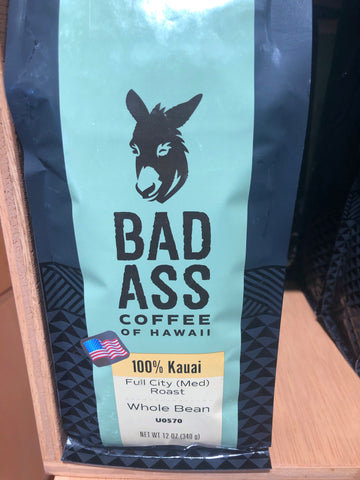 BAD
ASS
COFFEE
OF HAWAII
100% Kauai
Full City (Med)
Roast
Whole Bean
U0570
NET WT 12 OZ (340 g)